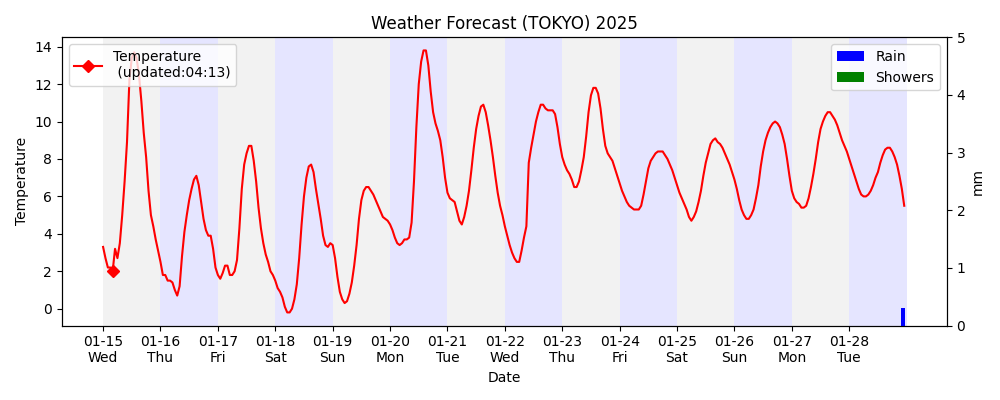 Weather Forecast (TOKYO) 2025
Temperature
(updated:04:13)
Rain
Showers
14
12
10
8
6
4
2
0
Temperature
5
4
3
2
1
0
mm
01-15 01-16 01-17 01-18 01-19 01-20 01-21 01-22 01-23 01-24 01-25 01-26 01-27 01-28
Wed Thu Fri Sat Sun Mon Tue Wed Thu Fri Sat Sun Mon Tue
Date